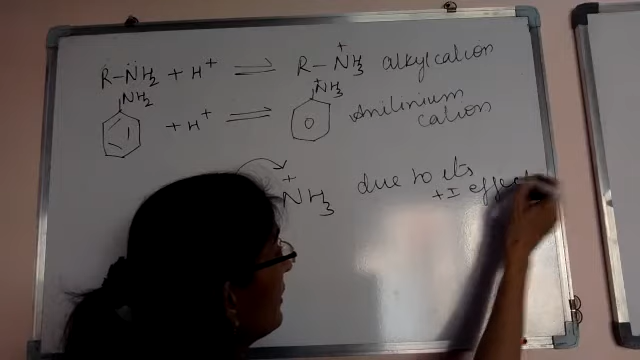 R-NH2 + H+ ⇌ R-NH3+ alkylcation
NH2 + H+ ⇌ +NH3 Anilinium
cation
+NH3 due to its
+I effect